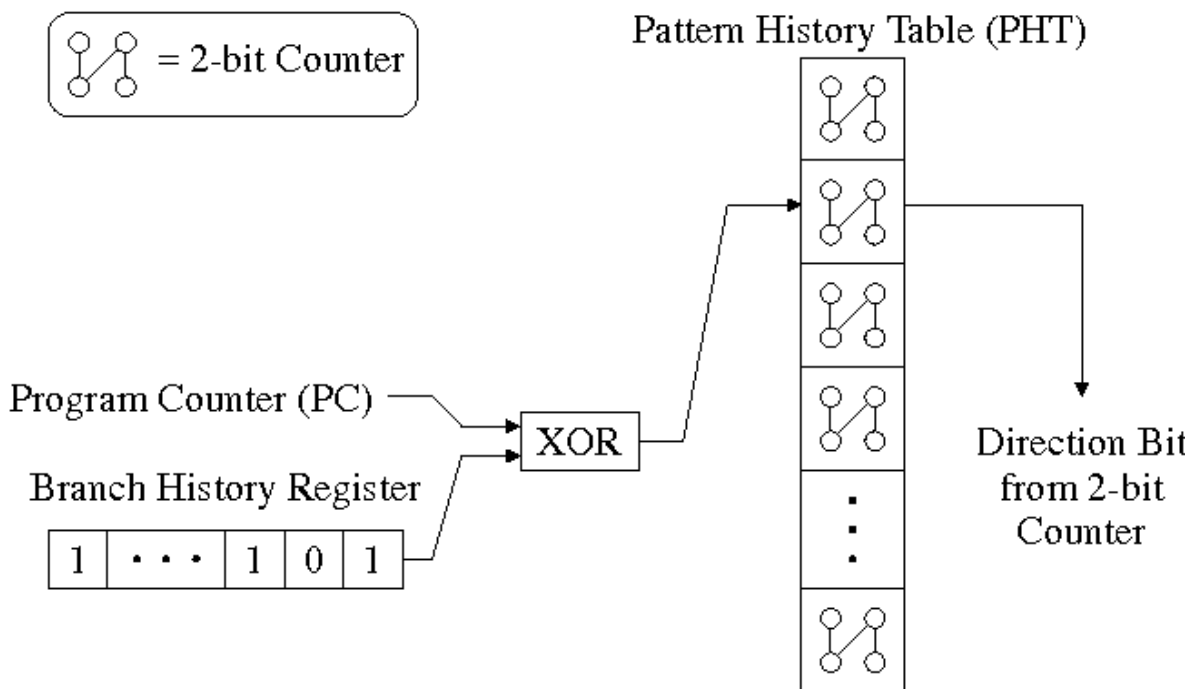 = 2-bit Counter
Pattern History Table (PHT)
Program Counter (PC)
XOR
Branch History Register
1 • • • 1 0 1
Direction Bit
from 2-bit
Counter